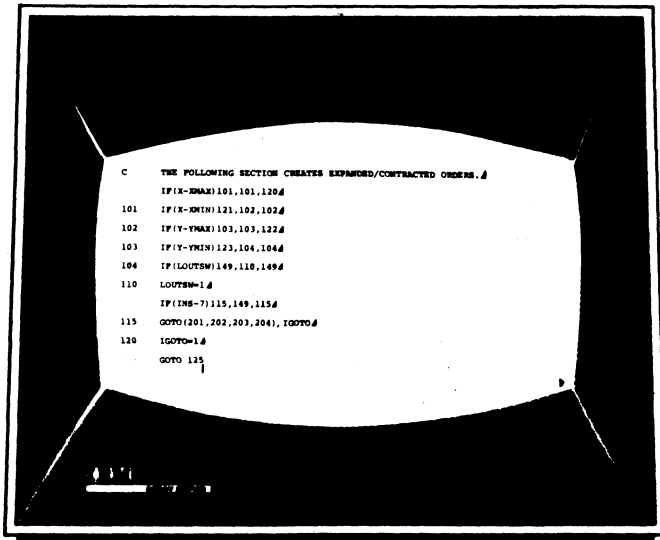 C THE FOLLOWING SECTION CREATES EXPANDED/CONTRACTED ORDERS.
IF(X-XMAX)101,101,120
101 IF(X-XMIN)121,102,102
102 IF(Y-YMAX)103,103,122
103 IF(Y-YMIN)123,104,104
104 IF(LOUTSW)149,110,149
110 LOUTSW=1
IF(INS-7)115,149,115
115 GOTO(201,202,203,204),IGOTO
120 IGOTO=1
GOTO 125